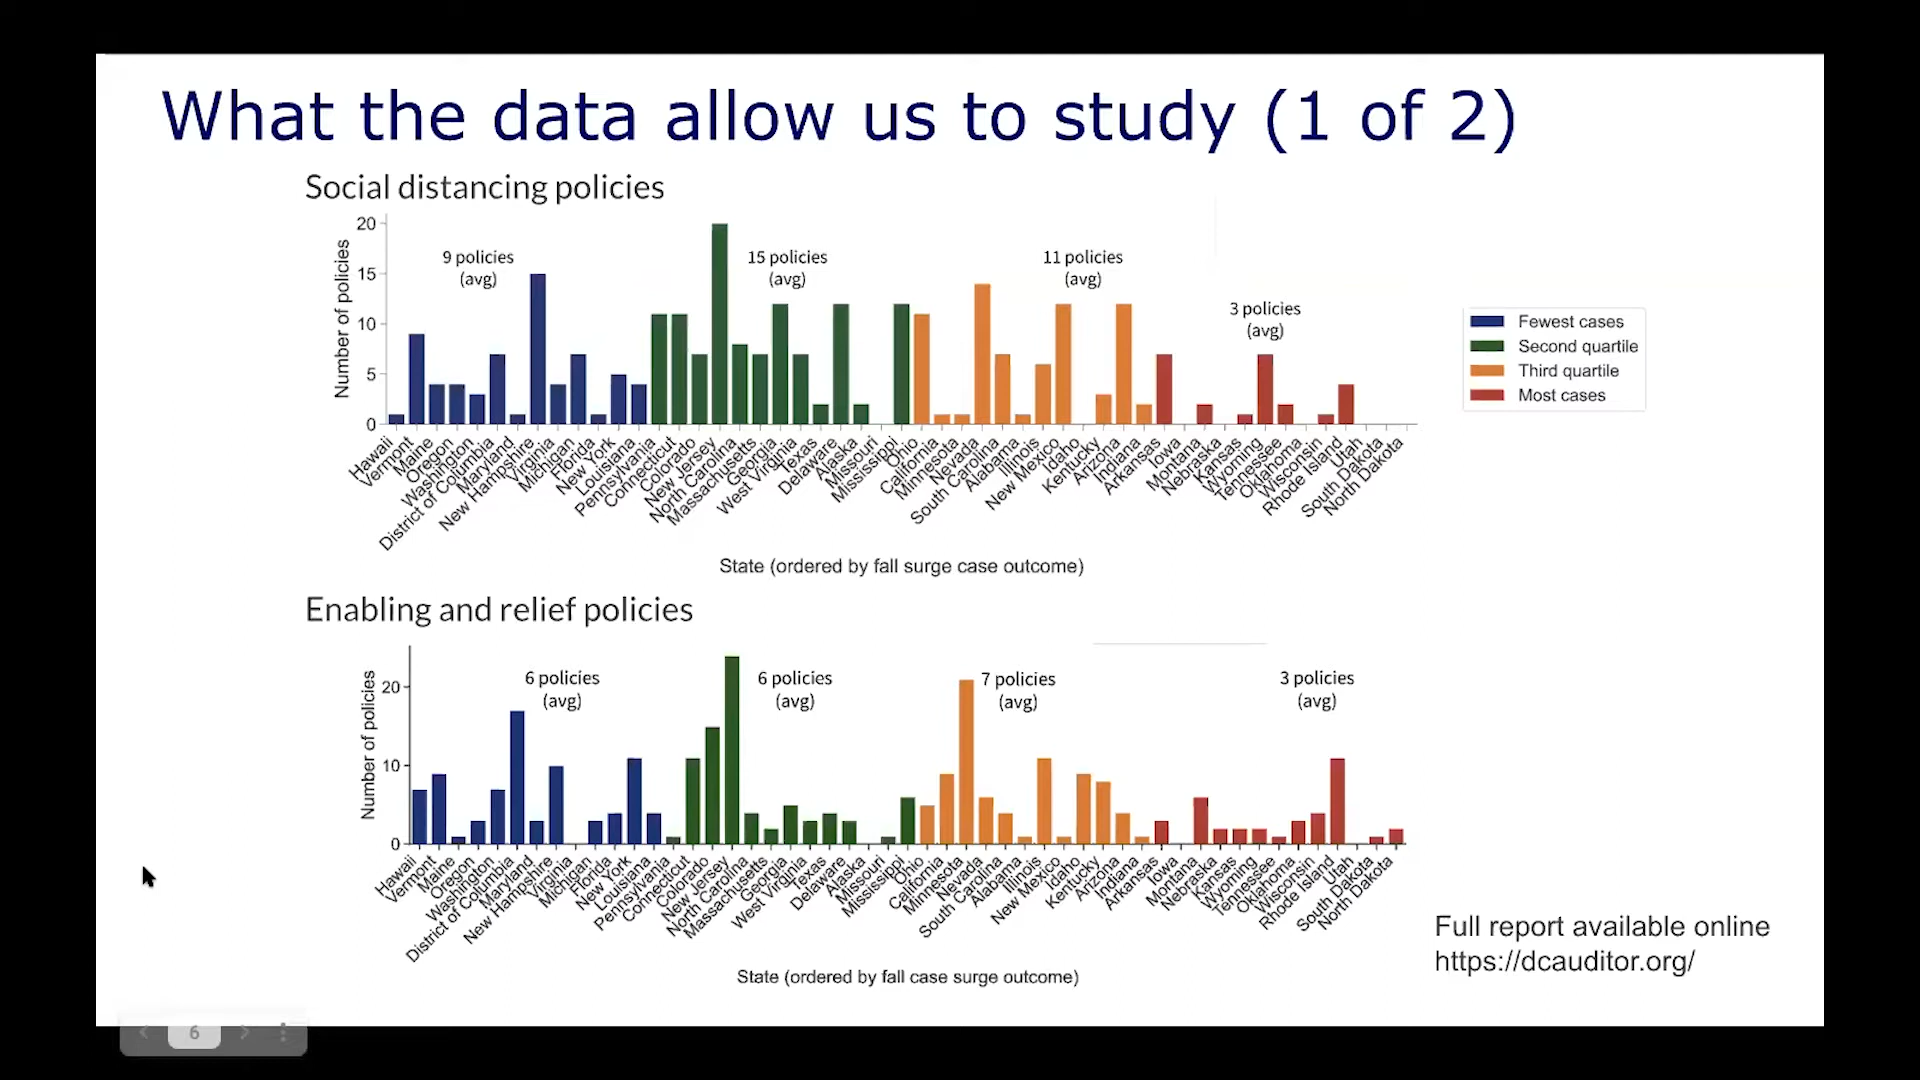 What the data allow us to study (1 of 2)
Social distancing policies
Number of policies
20
15
10
5
0
9 policies
(avg)
15 policies
(avg)
11 policies
(avg)
3 policies
(avg)
Fewest cases
Second quartile
Third quartile
Most cases
Hawaii
Vermont
Maine
Oregon
Washington
District of Columbia
Maryland
New Hampshire
Virginia
Michigan
Florida
New York
Louisiana
Pennsylvania
Connecticut
Colorado
New Jersey
North Carolina
Massachusetts
Georgia
West Virginia
Texas
Delaware
Alaska
Missouri
Mississippi
Ohio
California
Minnesota
Nevada
South Carolina
Alabama
Illinois
New Mexico
Idaho
Kentucky
Arizona
Indiana
Arkansas
Iowa
Montana
Nebraska
Kansas
Wyoming
Tennessee
Oklahoma
Wisconsin
Rhode Island
Utah
South Dakota
North Dakota
State (ordered by fall surge case outcome)
Enabling and relief policies
Number of policies
20
10
0
6 policies
(avg)
6 policies
(avg)
7 policies
(avg)
3 policies
(avg)
Hawaii
Vermont
Maine
Oregon
Washington
District of Columbia
Maryland
New Hampshire
Virginia
Michigan
Florida
New York
Louisiana
Pennsylvania
Connecticut
Colorado
New Jersey
North Carolina
Massachusetts
Georgia
West Virginia
Texas
Delaware
Alaska
Missouri
Mississippi
Ohio
California
Minnesota
Nevada
South Carolina
Alabama
Illinois
New Mexico
Idaho
Kentucky
Arizona
Indiana
Arkansas
Iowa
Montana
Nebraska
Kansas
Wyoming
Tennessee
Oklahoma
Wisconsin
Rhode Island
Utah
South Dakota
North Dakota
State (ordered by fall case surge outcome)
Full report available online
https://dcauditor.org/
6